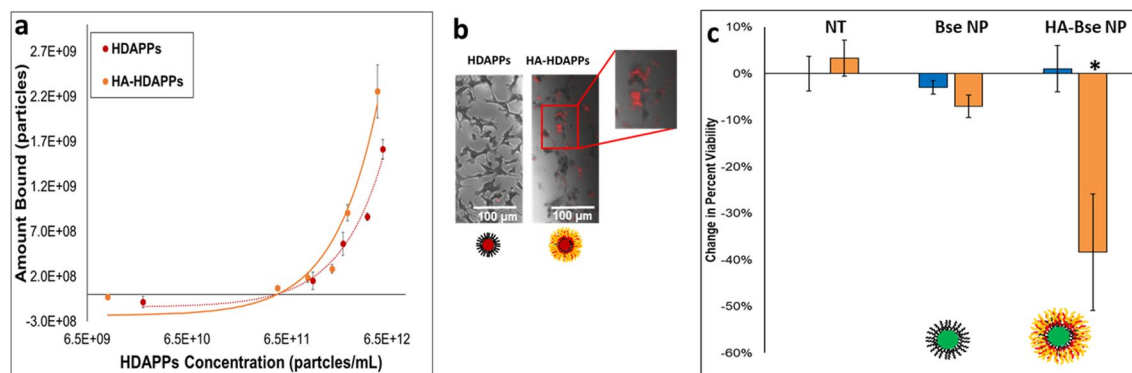 a
HDAPPs
HA-HDAPPs
Amount Bound (particles)
2.7E+09
2.2E+09
1.7E+09
1.2E+09
7.0E+08
2.0E+08
-3.0E+08
6.5E+09
6.5E+10
6.5E+11
6.5E+12
HDAPPs Concentration (partcles/mL)
b
HDAPPs
HA-HDAPPs
100 µm
100 µm
c
NT
Bse NP
HA-Bse NP
*
Change in Percent Viability
10%
0%
-10%
-20%
-30%
-40%
-50%
-60%